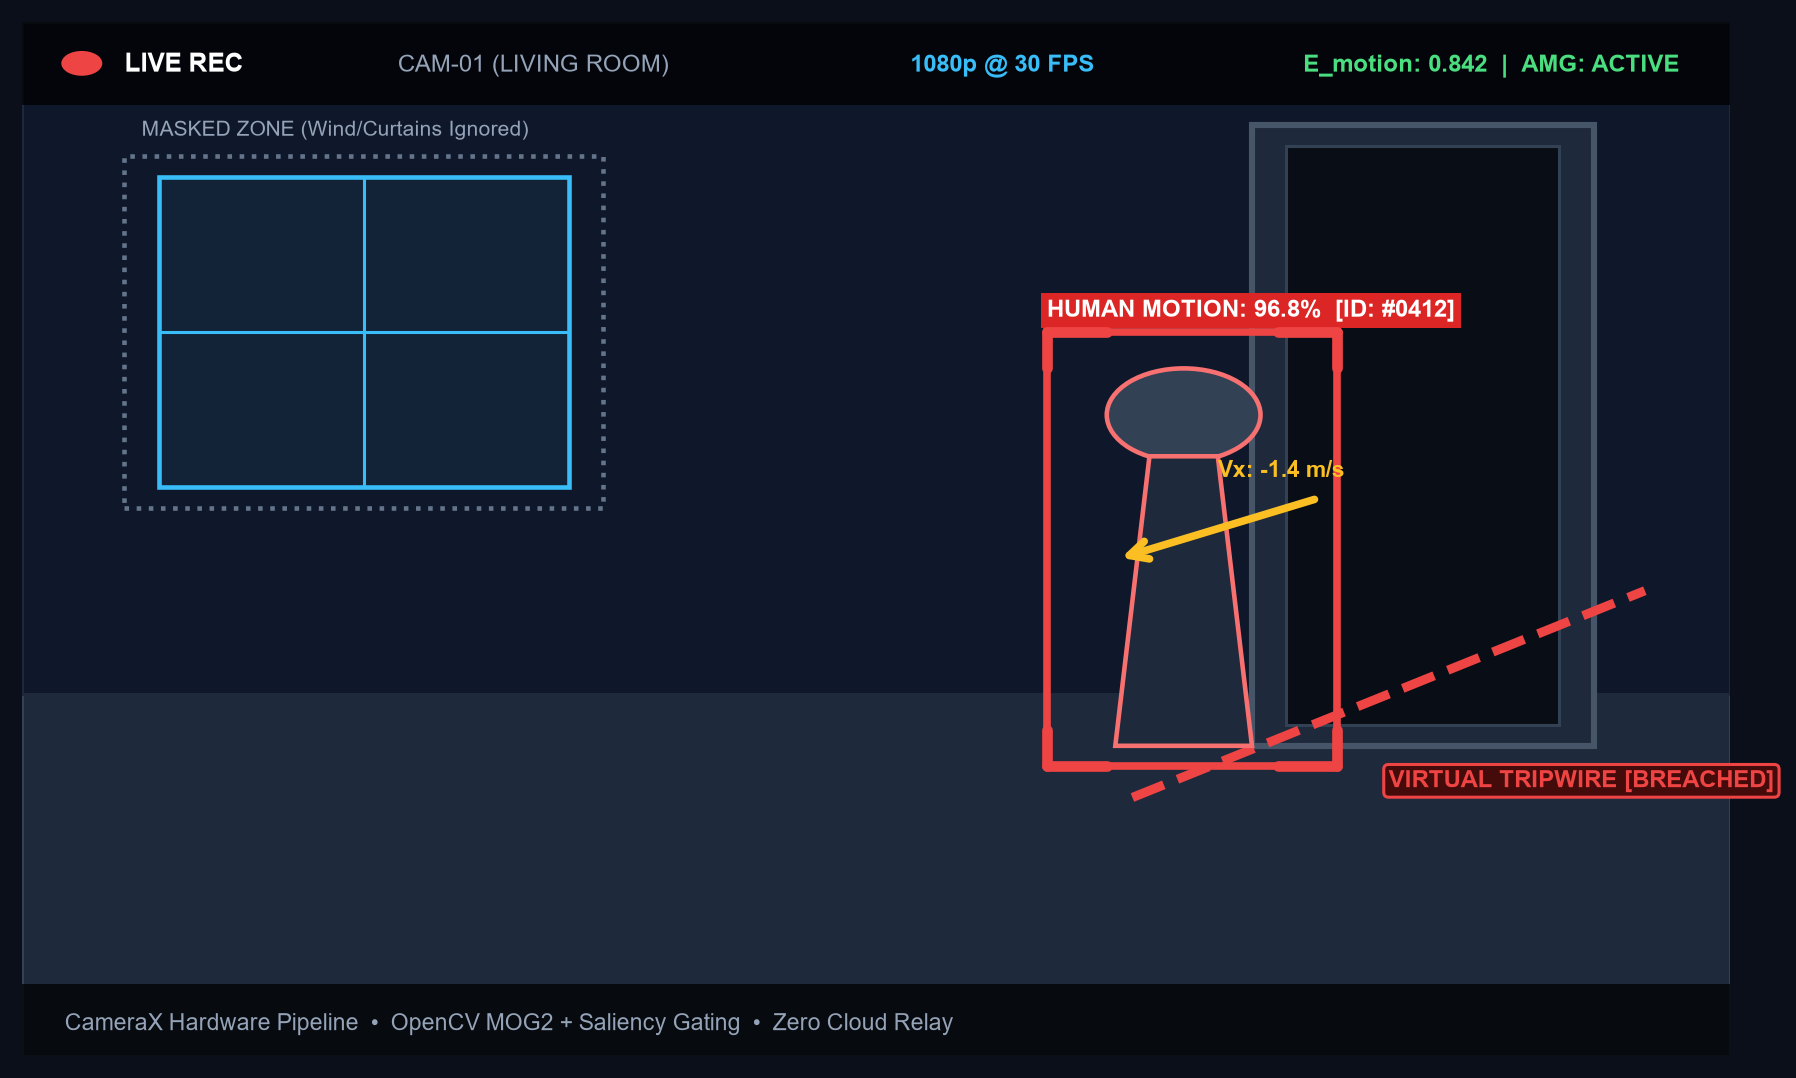 LIVE REC
CAM-01 (LIVING ROOM)
1080p @ 30 FPS
E_motion: 0.842 | AMG: ACTIVE
MASKED ZONE (Wind/Curtains Ignored)
HUMAN MOTION: 96.8% [ID: #0412]
Vx: -1.4 m/s
VIRTUAL TRIPWIRE [BREACHED]
CameraX Hardware Pipeline • OpenCV MOG2 + Saliency Gating • Zero Cloud Relay